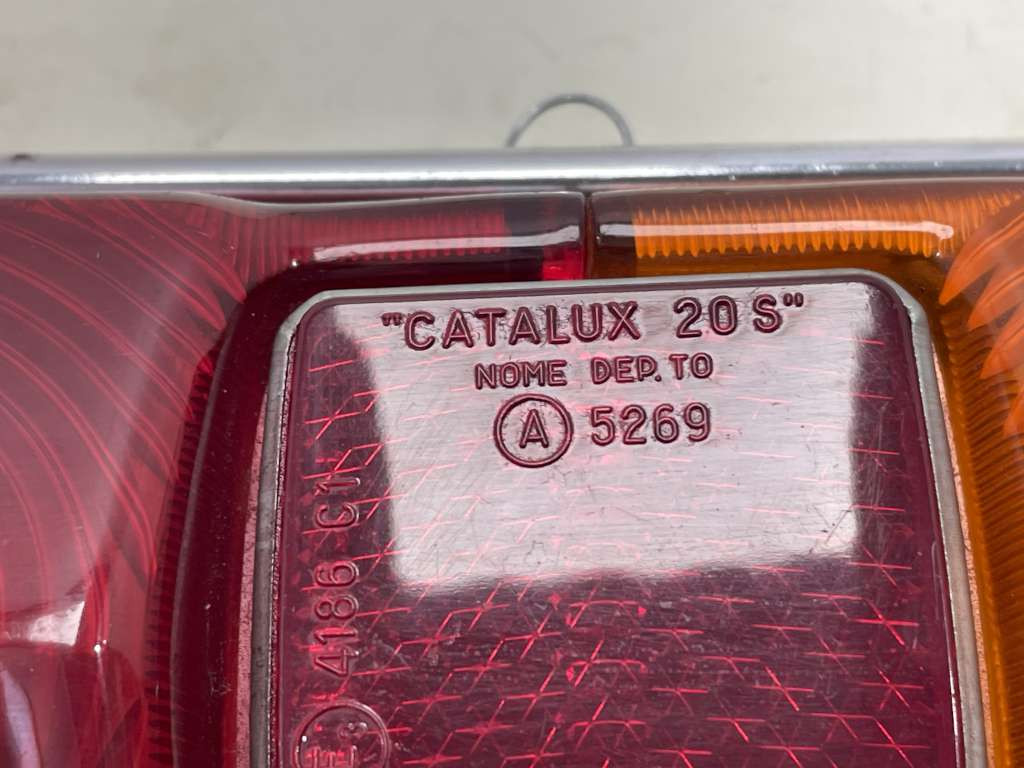 "CATALUX 20 S"
NOME DEP. TO
A 5269
4186 C1